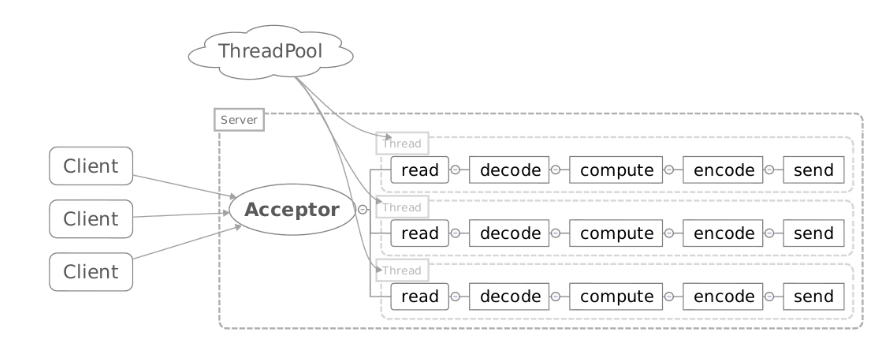 ThreadPool
Server
Client
Client
Client
Acceptor
Thread
read decode compute encode send
Thread
read decode compute encode send
Thread
read decode compute encode send